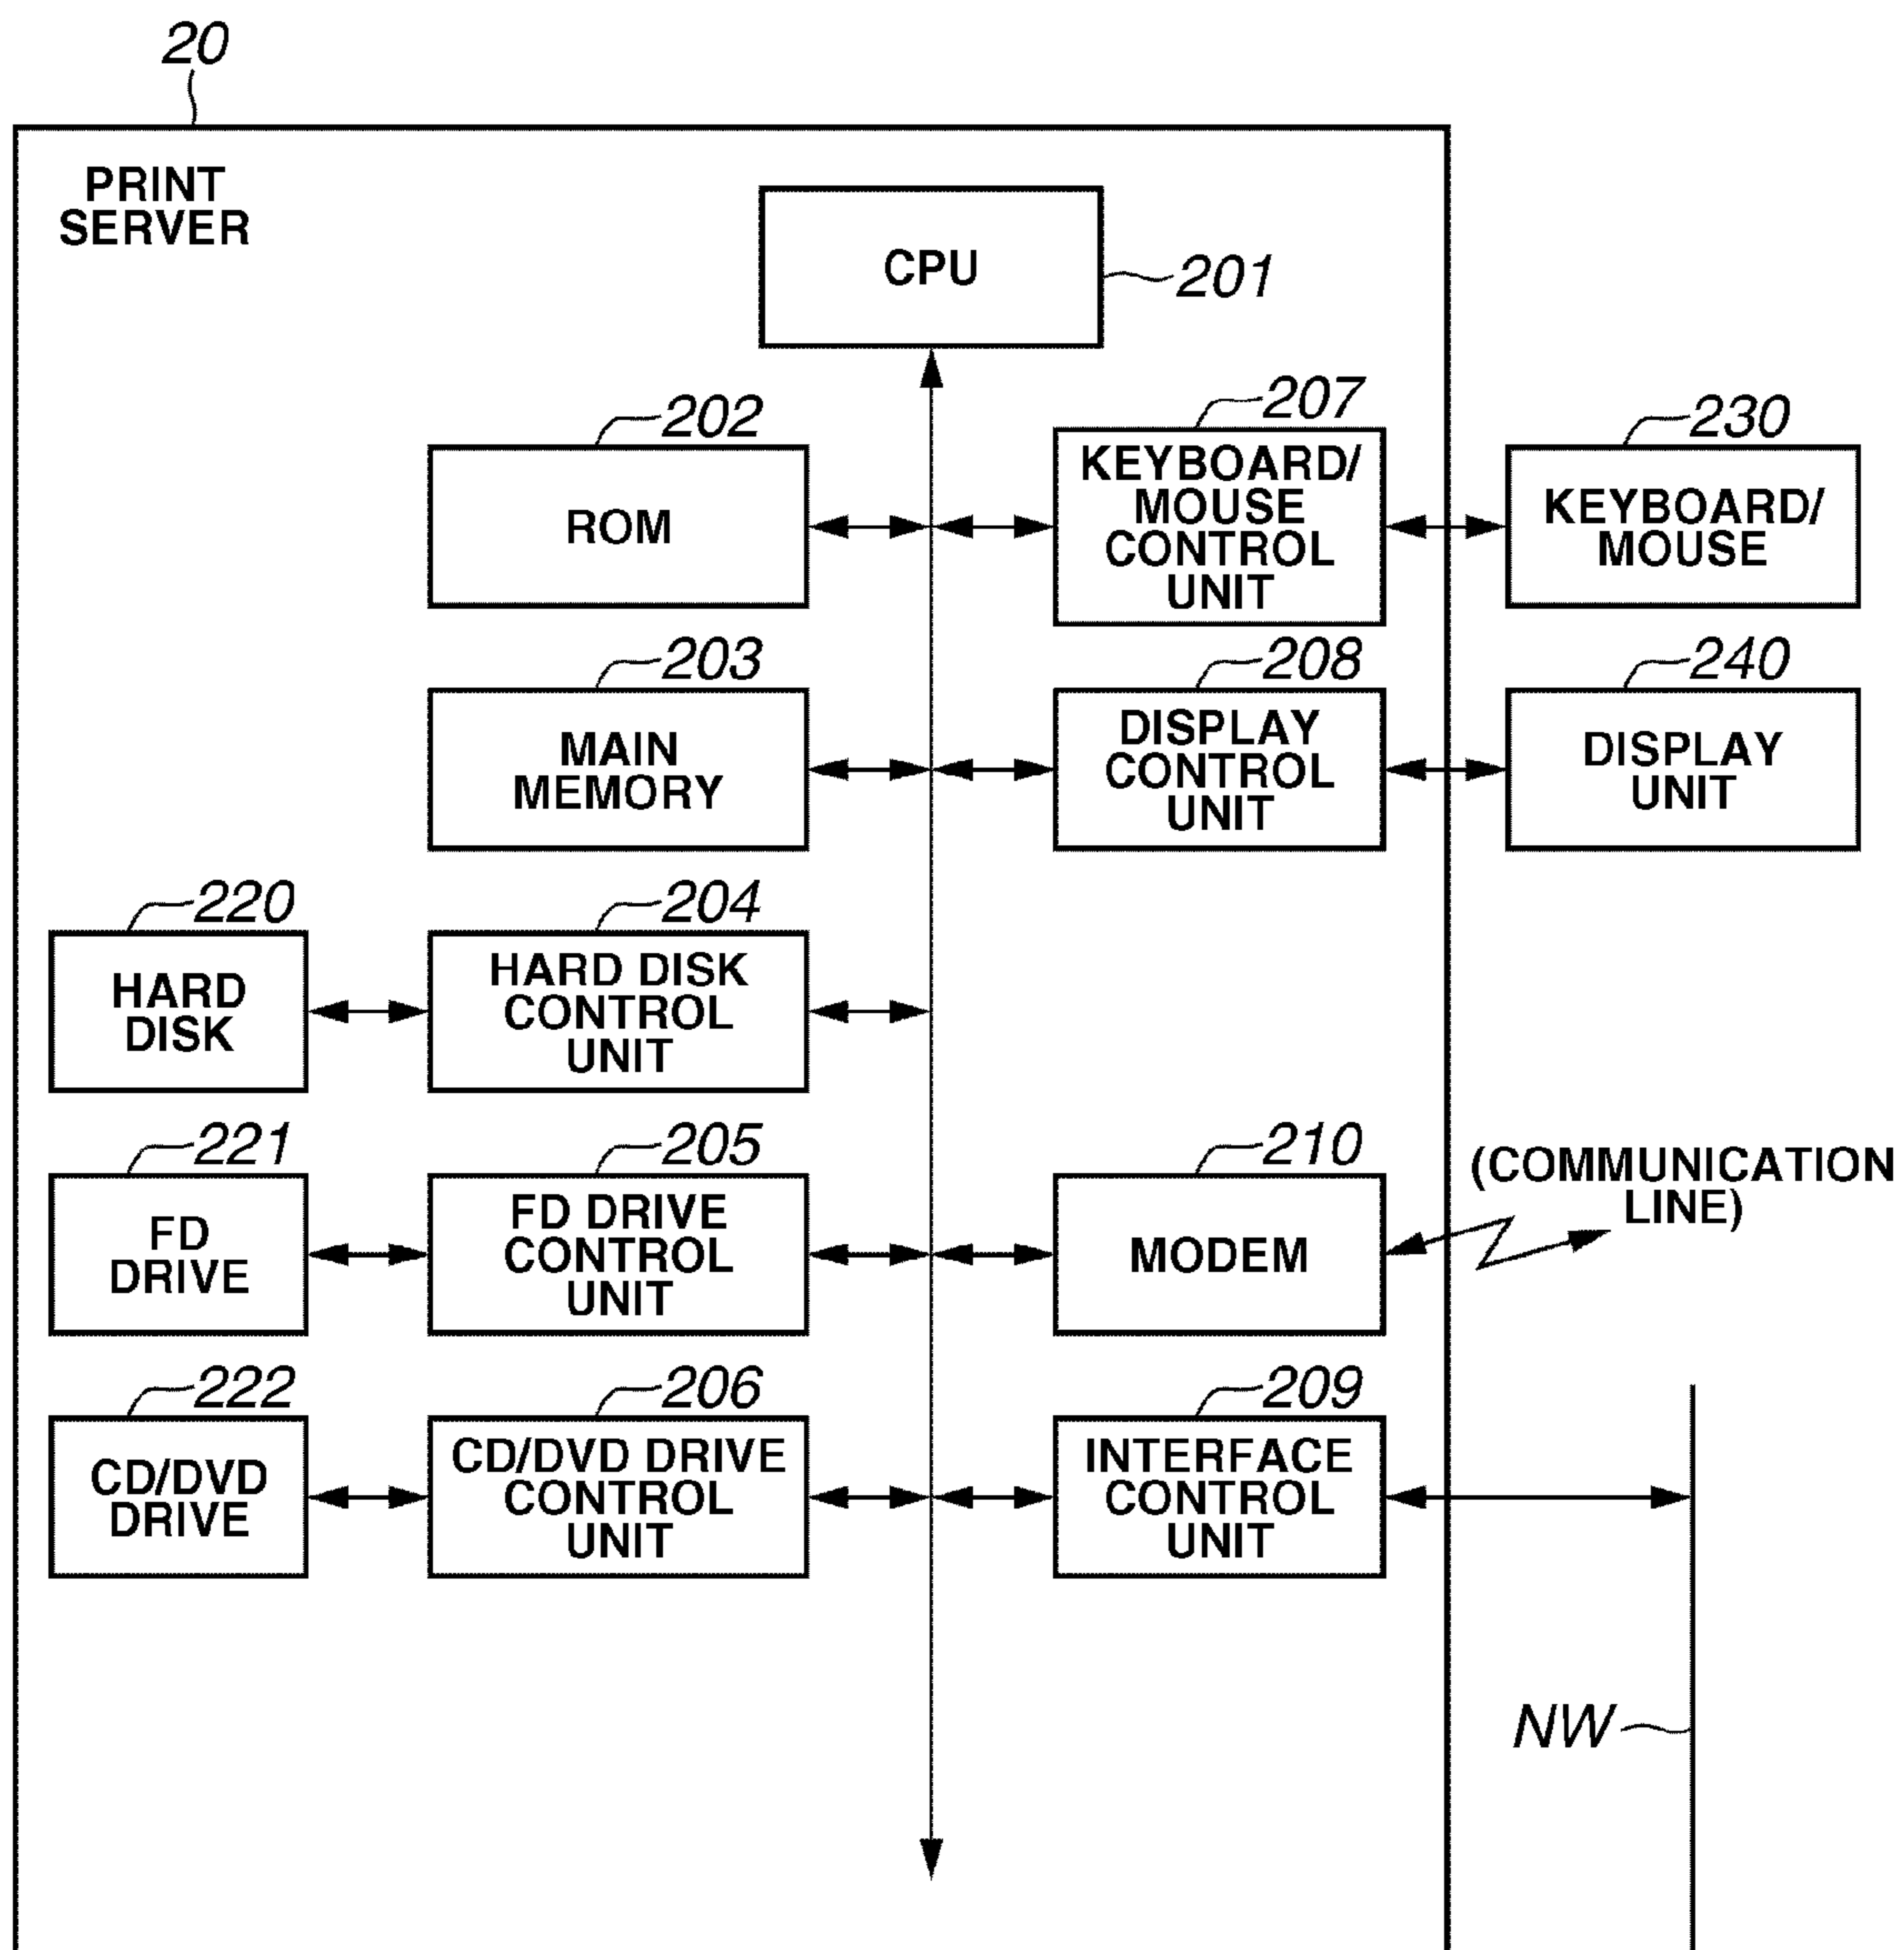 20
PRINT
SERVER
CPU
201
202
ROM
207
KEYBOARD/
MOUSE
CONTROL
UNIT
230
KEYBOARD/
MOUSE
203
MAIN
MEMORY
208
DISPLAY
CONTROL
UNIT
240
DISPLAY
UNIT
220
HARD
DISK
204
HARD DISK
CONTROL
UNIT
221
FD
DRIVE
205
FD DRIVE
CONTROL
UNIT
210
MODEM
(COMMUNICATION
LINE)
222
CD/DVD
DRIVE
206
CD/DVD DRIVE
CONTROL
UNIT
209
INTERFACE
CONTROL
UNIT
NW